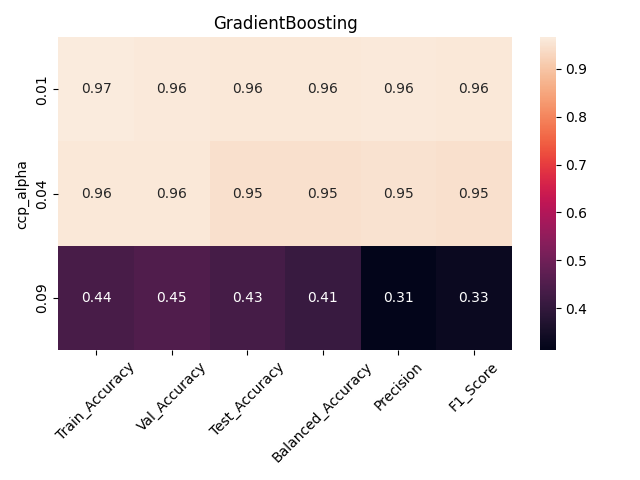 GradientBoosting
0.01 0.97 0.96 0.96 0.96 0.96 0.96 0.9
0.8
ccp_alpha
0.04 0.96 0.96 0.95 0.95 0.95 0.95 0.7
0.6
0.5
0.09 0.44 0.45 0.43 0.41 0.31 0.33 0.4
Train_Accuracy Val_Accuracy Test_Accuracy Balanced_Accuracy Precision F1_Score